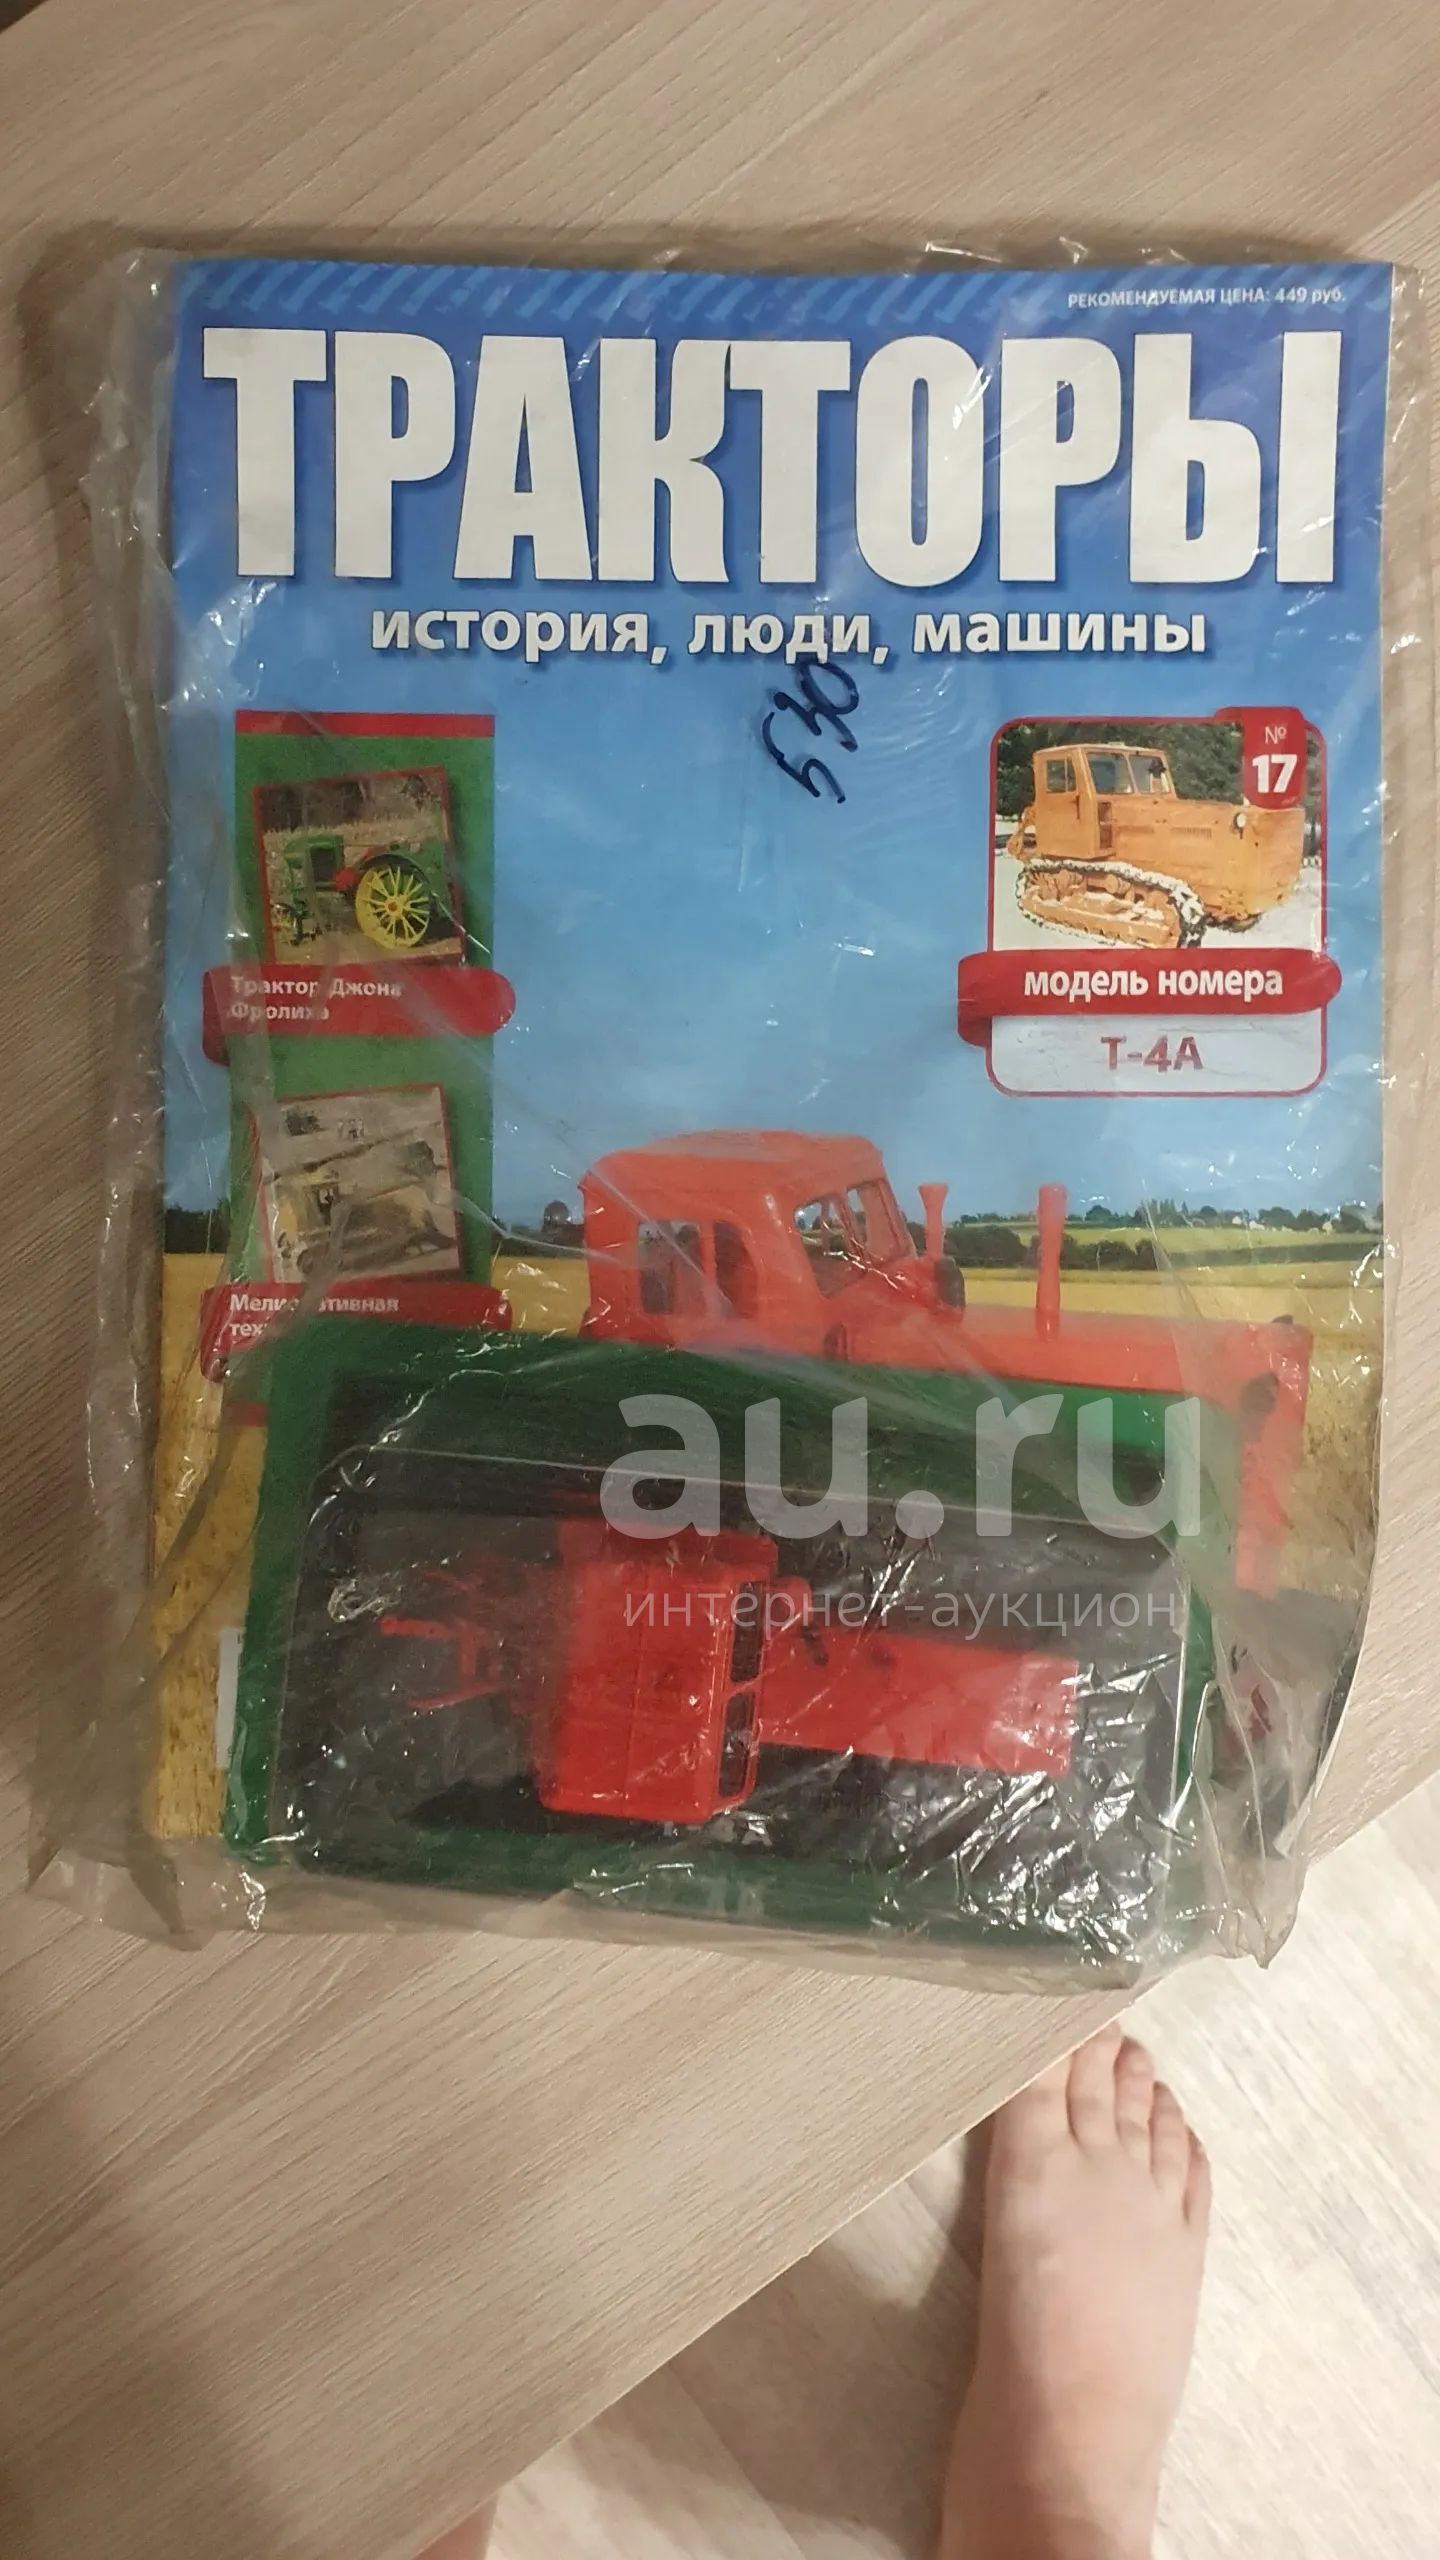 РЕКОМЕНДУЕМАЯ ЦЕНА: 449 руб.
ТРАКТОРЫ
история, люди, машины
530
№
17
Трактор Джона
Фролиха
модель номера
Т-4А
Мелиоративная
au.ru
интернет-аукцион